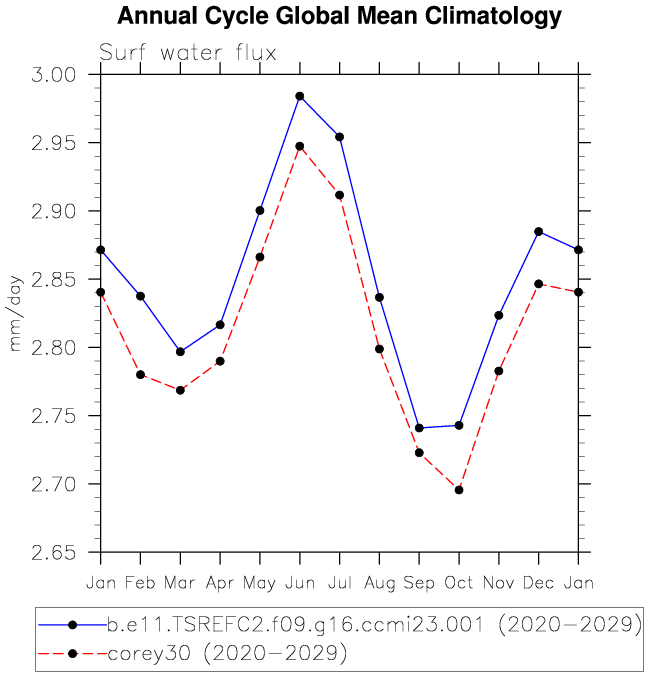 Annual Cycle Global Mean Climatology
Surf water flux
3.00
2.95
2.90
2.85
2.80
2.75
2.70
2.65
mm/day
Jan Feb Mar Apr May Jun Jul Aug Sep Oct Nov Dec Jan
b.e11.TSREFC2.f09.g16.ccmi23.001 (2020-2029)
corey30 (2020-2029)